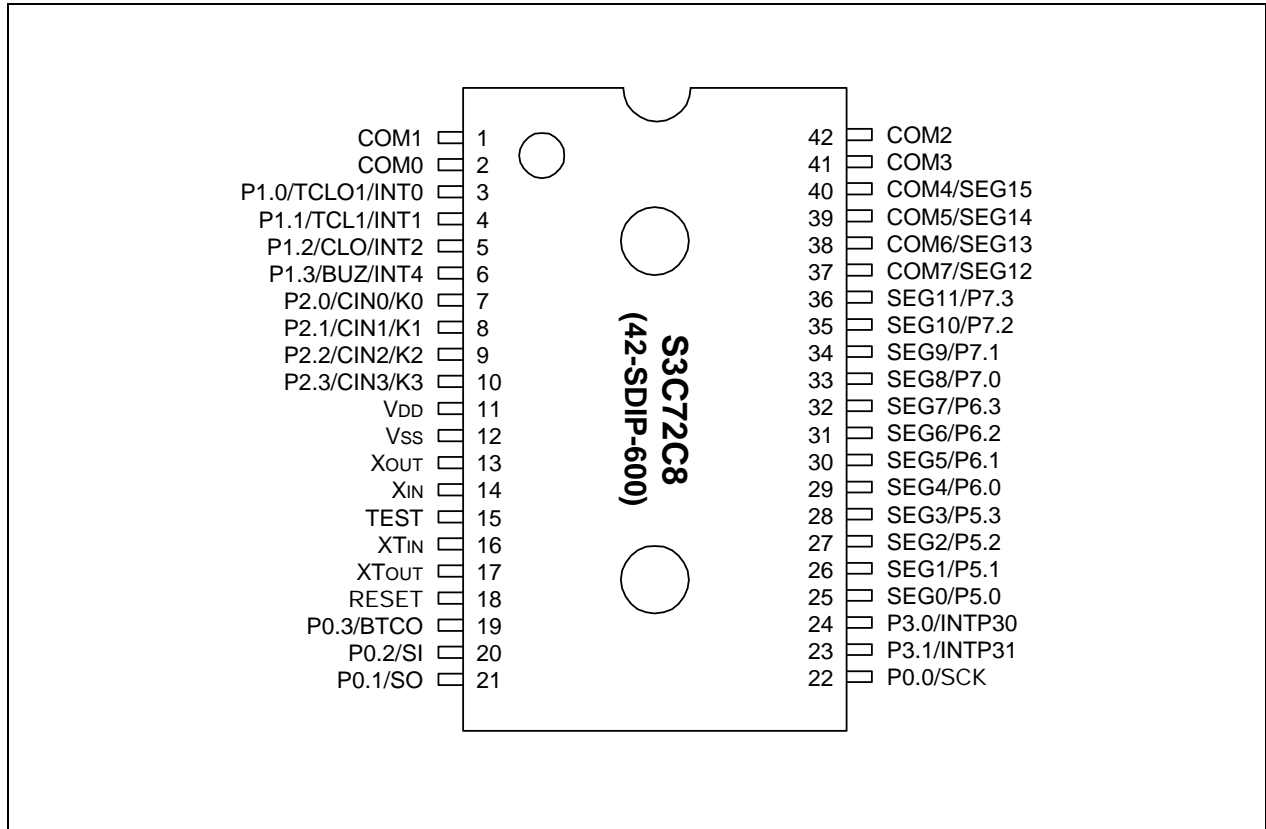 COM1 1
COM0 2
P1.0/TCLO1/INT0 3
P1.1/TCL1/INT1 4
P1.2/CLO/INT2 5
P1.3/BUZ/INT4 6
P2.0/CIN0/K0 7
P2.1/CIN1/K1 8
P2.2/CIN2/K2 9
P2.3/CIN3/K3 10
VDD 11
VSS 12
XOUT 13
XIN 14
TEST 15
XTIN 16
XTOUT 17
RESET 18
P0.3/BTCO 19
P0.2/SI 20
P0.1/SO 21
S3C72C8
(42-SDIP-600)
42 COM2
41 COM3
40 COM4/SEG15
39 COM5/SEG14
38 COM6/SEG13
37 COM7/SEG12
36 SEG11/P7.3
35 SEG10/P7.2
34 SEG9/P7.1
33 SEG8/P7.0
32 SEG7/P6.3
31 SEG6/P6.2
30 SEG5/P6.1
29 SEG4/P6.0
28 SEG3/P5.3
27 SEG2/P5.2
26 SEG1/P5.1
25 SEG0/P5.0
24 P3.0/INTP30
23 P3.1/INTP31
22 P0.0/SCK